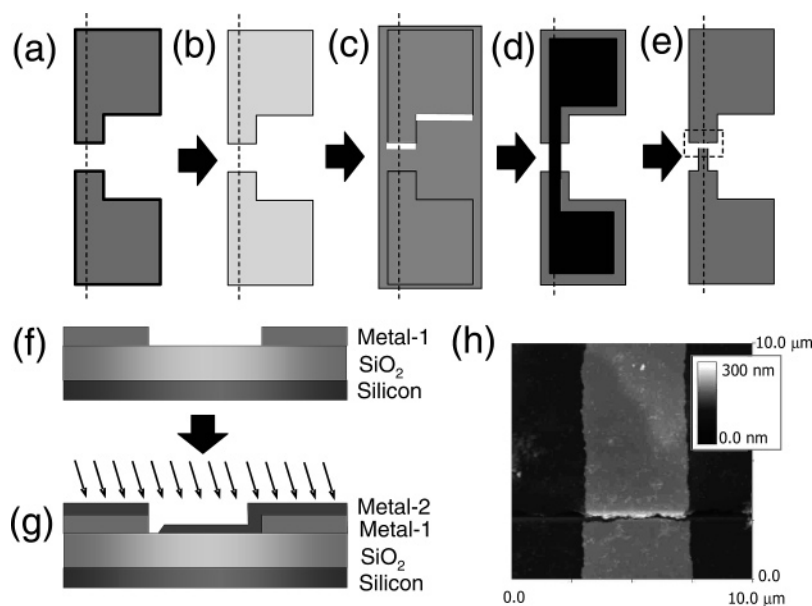 (a)
(b)
(c)
(d)
(e)
(f)
Metal-1
SiO₂
Silicon
(g)
Metal-2
Metal-1
SiO₂
Silicon
(h)
10.0 µm
300 nm
0.0 nm
0.0
0.0
10.0 µm